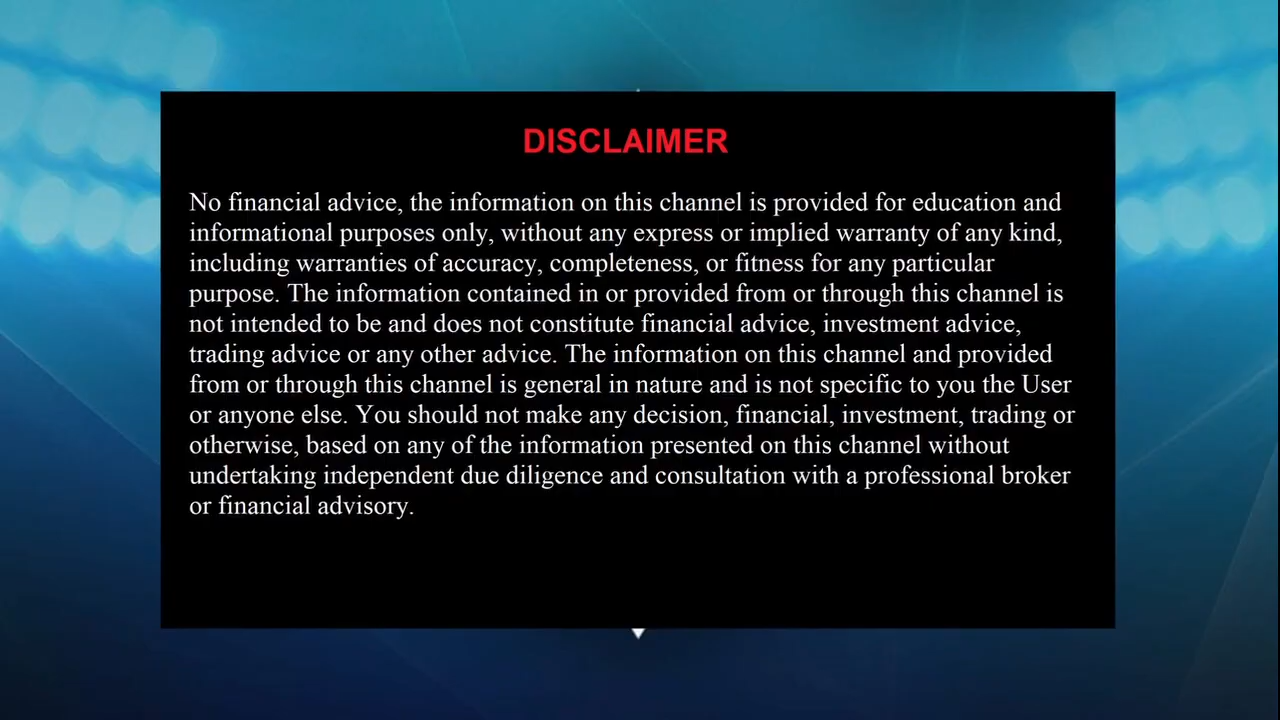 DISCLAIMER
No financial advice, the information on this channel is provided for education and
informational purposes only, without any express or implied warranty of any kind,
including warranties of accuracy, completeness, or fitness for any particular
purpose. The information contained in or provided from or through this channel is
not intended to be and does not constitute financial advice, investment advice,
trading advice or any other advice. The information on this channel and provided
from or through this channel is general in nature and is not specific to you the User
or anyone else. You should not make any decision, financial, investment, trading or
otherwise, based on any of the information presented on this channel without
undertaking independent due diligence and consultation with a professional broker
or financial advisory.